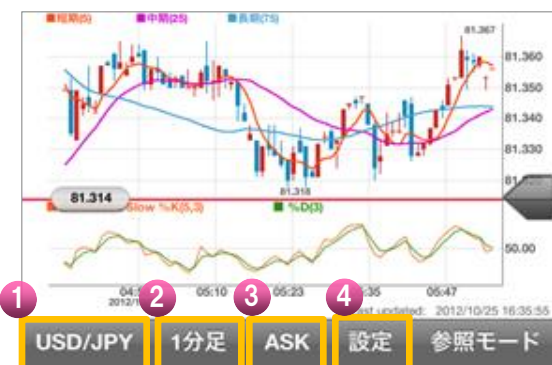 ■短期(5) ■中期(25) ■長期(75)
81.367
81.360
81.350
81.340
81.330
81.318
81.314
Slow %K(5,3) ■ %D(3)
50.00
05:10 05:23 05:47
Last updated: 2012/10/25 16:35:55
1 2 3 4
USD/JPY 1分足 ASK 設定 参照モード